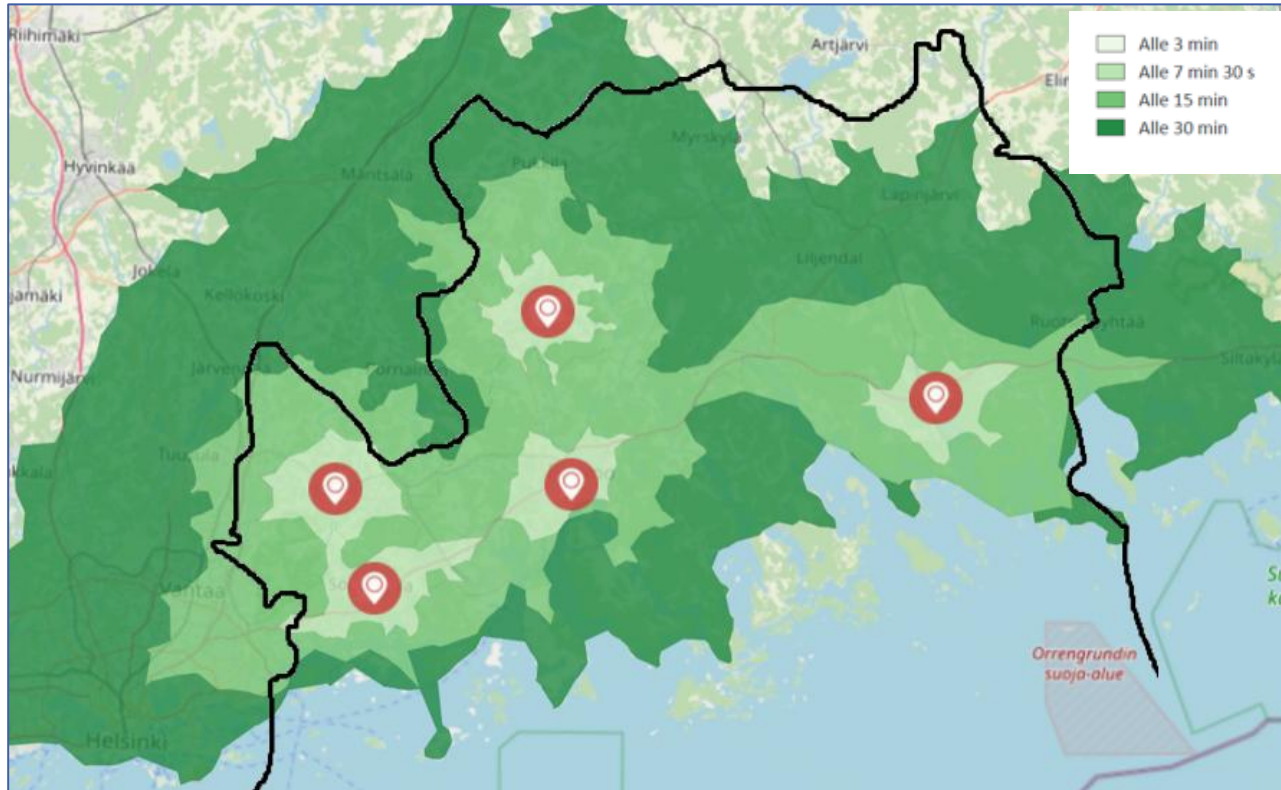 Riihimäki
Artjärvi
Alle 3 min
Alle 7 min 30 s
Alle 15 min
Alle 30 min
Hyvinkää
Myrskylä
Pukkila
Mäntsälä
Lapinjärvi
Liljendal
Jokela
Kellokoski
Nurmijärvi
Järvenpää
Tuusula
Vantaa
Helsinki
Orrengrundin
suoja-alue